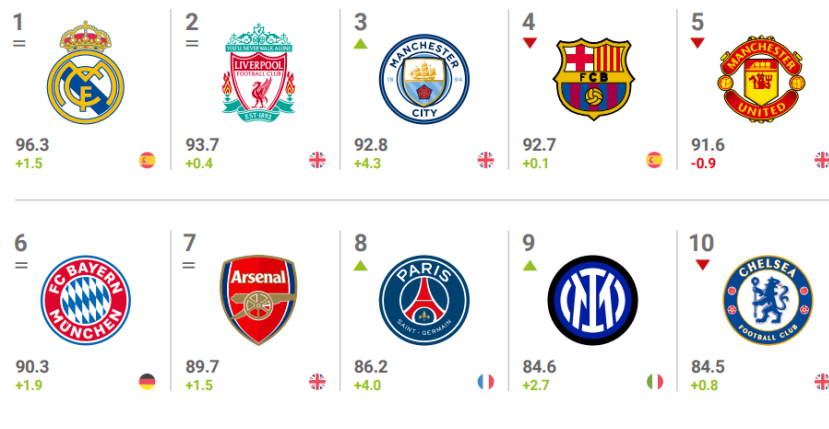 1
=
96.3
+1.5
2
=
YOU'LL NEVER WALK ALONE
LIVERPOOL
FOOTBALL CLUB
EST·1892
93.7
+0.4
3
MANCHESTER
18 94
CITY
92.8
+4.3
4
FCB
92.7
+0.1
5
MANCHESTER
UNITED
91.6
-0.9
6
=
FC BAYERN
MÜNCHEN
90.3
+1.9
7
=
Arsenal
89.7
+1.5
8
PARIS
SAINT-GERMAIN
86.2
+4.0
9
84.6
+2.7
10
CHELSEA
FOOTBALL CLUB
84.5
+0.8